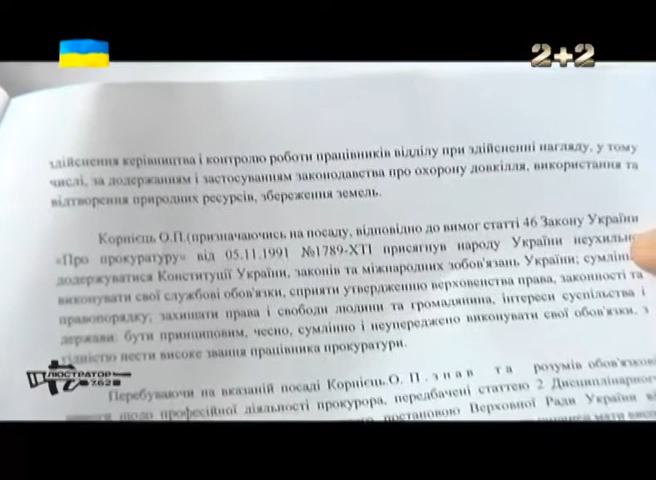 2+2
здійснення керівництва і контролю роботи працівників відділу при здійсненні нагляду, у тому
числі, за додержанням і застосуванням законодавства про охорону довкілля, використання та
відтворення природних ресурсів, збереження земель.
Корнієць О.П.(призначаючись на посаду, відповідно до вимог статті 46 Закону України
«Про прокуратуру» від 05.11.1991 №1789-XTI присягнув народу України неухильно
додержуватися Конституції України, законів та міжнародних зобов'язань України; сумлінн
виконувати свої службові обов'язки, сприяти утвердженню верховенства права, законності та
правопорядку; захищати права і свободи людини та громадянина, інтереси суспільства і
держави: бути принциповим, чесно, сумлінно і неупереджено виконувати свої обов'язки, з
гідністю нести високе звання працівника прокуратури.
ЛЮСТРАТОР
7.62
Перебуваючи на вказаній посаді Корнієць.О. П . з н а в т а розумів обов'язкові
щодо професійної діяльності прокурора, передбачені статтею 2 Дисциплінарного
постановою Верховної Ради України ві